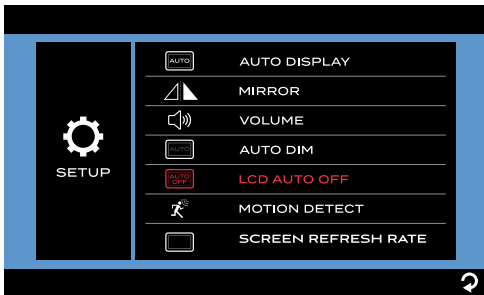 SETUP
AUTO
AUTO DISPLAY
MIRROR
VOLUME
AUTO
AUTO DIM
AUTO
OFF
LCD AUTO OFF
MOTION DETECT
SCREEN REFRESH RATE